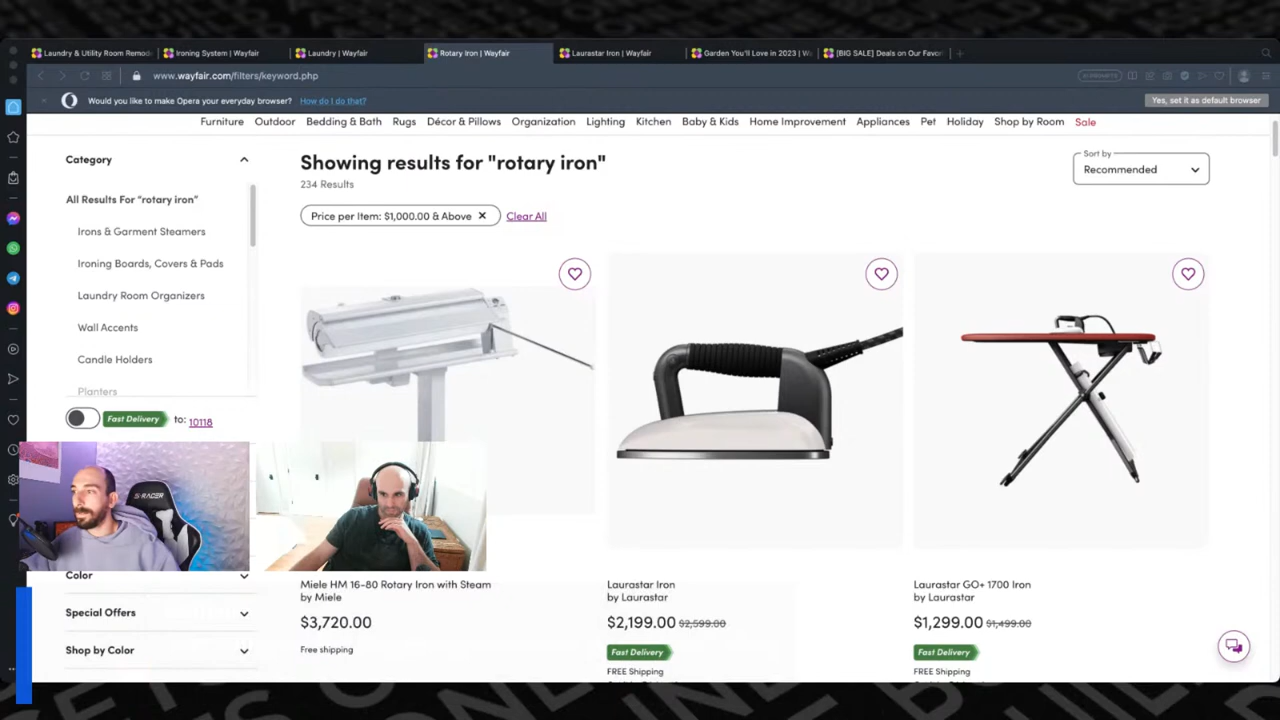 Laundry & Utility Room Remod
Ironing System | Wayfair
Laundry | Wayfair
Rotary Iron | Wayfair
Laurastar Iron | Wayfair
Garden You'll Love in 2023 | W
[BIG SALE] Deals on Our Favor
www.wayfair.com/filters/keyword.php
Would you like to make Opera your everyday browser? How do I do that?
Yes, set it as default browser
Furniture Outdoor Bedding & Bath Rugs Décor & Pillows Organization Lighting Kitchen Baby & Kids Home Improvement Appliances Pet Holiday Shop by Room Sale
Category
All Results For "rotary iron"
Irons & Garment Steamers
Ironing Boards, Covers & Pads
Laundry Room Organizers
Wall Accents
Candle Holders
Planters
Fast Delivery to: 10118
Color
Special Offers
Shop by Color
Showing results for "rotary iron"
234 Results
Sort by
Recommended
Price per Item: $1,000.00 & Above ✕ Clear All
S-RACER
Miele HM 16-80 Rotary Iron with Steam
by Miele
$3,720.00
Free shipping
Laurastar Iron
by Laurastar
$2,199.00 $2,599.00
Fast Delivery
FREE Shipping
Laurastar GO+ 1700 Iron
by Laurastar
$1,299.00 $1,499.00
Fast Delivery
FREE Shipping